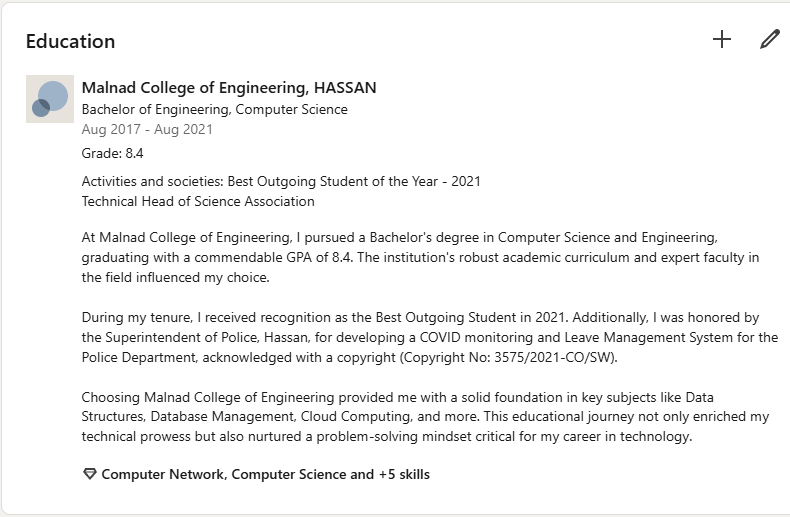 Education
Malnad College of Engineering, HASSAN
Bachelor of Engineering, Computer Science
Aug 2017 - Aug 2021
Grade: 8.4
Activities and societies: Best Outgoing Student of the Year - 2021
Technical Head of Science Association
At Malnad College of Engineering, I pursued a Bachelor's degree in Computer Science and Engineering,
graduating with a commendable GPA of 8.4. The institution's robust academic curriculum and expert faculty in
the field influenced my choice.
During my tenure, I received recognition as the Best Outgoing Student in 2021. Additionally, I was honored by
the Superintendent of Police, Hassan, for developing a COVID monitoring and Leave Management System for the
Police Department, acknowledged with a copyright (Copyright No: 3575/2021-CO/SW).
Choosing Malnad College of Engineering provided me with a solid foundation in key subjects like Data
Structures, Database Management, Cloud Computing, and more. This educational journey not only enriched my
technical prowess but also nurtured a problem-solving mindset critical for my career in technology.
Computer Network, Computer Science and +5 skills